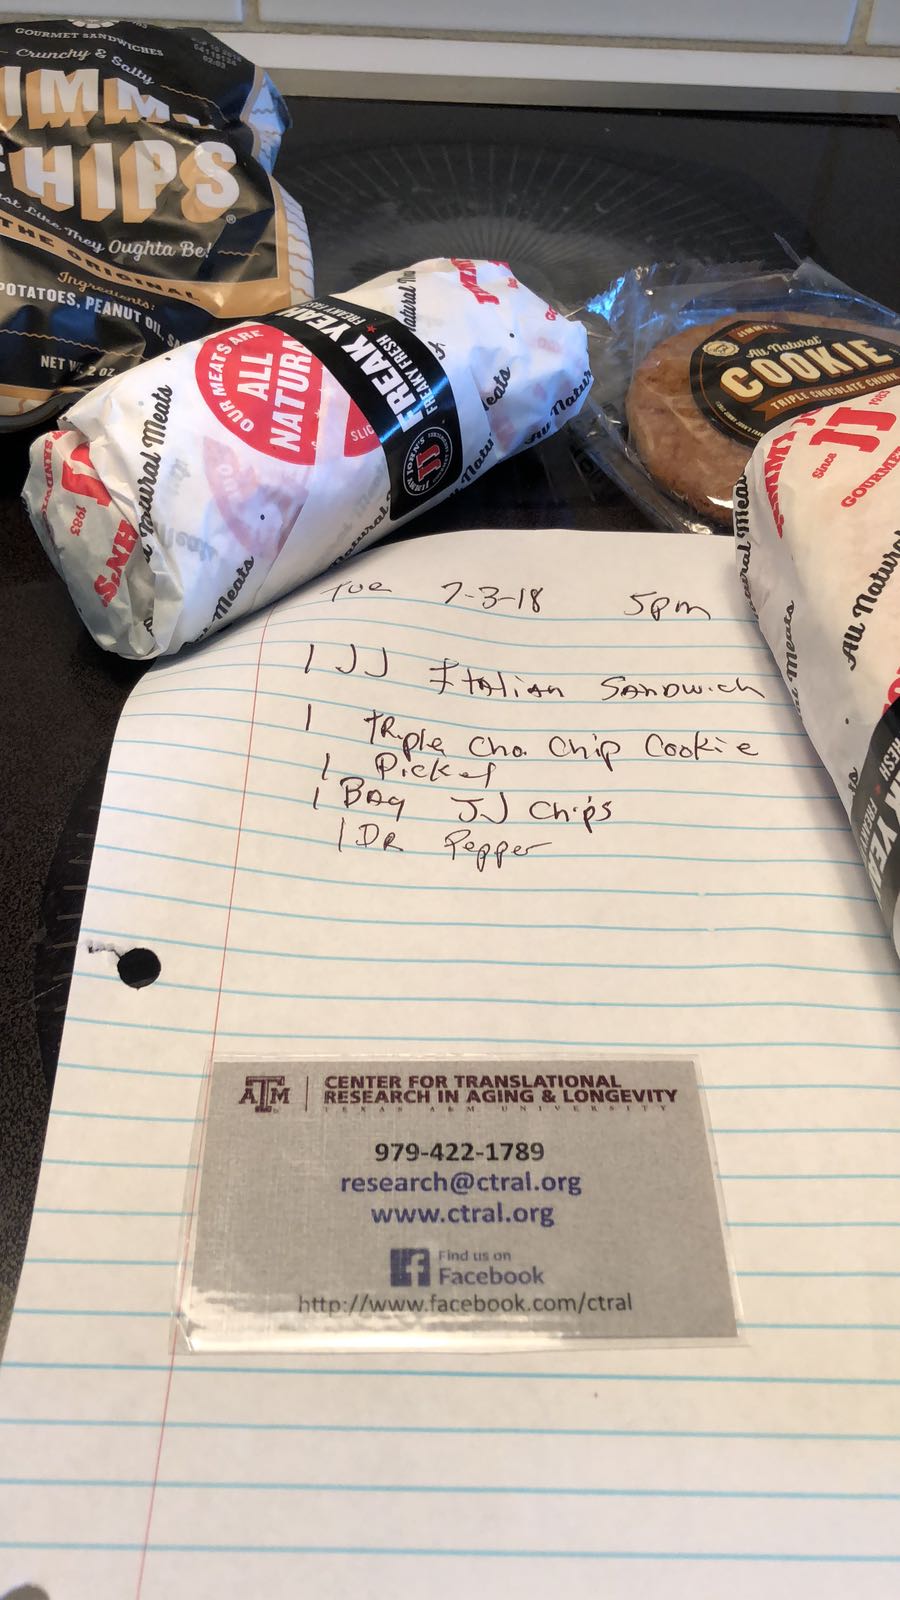 GOURMET SANDWICHES
Crunchy & Salty
CHIPS
Just Like They Oughta Be!
THE ORIGINAL
Ingredients:
POTATOES, PEANUT OIL,
NET WT. 2 OZ
OUR MEATS ARE
ALL
NATURAL
FREAK YEAH
FREAKY FRESH
JIMMY JOHN'S
All Natural Meats
1983
All Natural
COOKIE
TRIPLE CHOCOLATE CHUNK
JJ
Since 1983
GOURMET
All Natural
Tue 7-3-18 5pm
1 JJ Italian Sandwich
1 TRiple Cho. Chip Cookie
1 Pickel
1 Bag JJ Chips
1 DR Pepper
ATM
CENTER FOR TRANSLATIONAL
RESEARCH IN AGING & LONGEVITY
TEXAS A&M UNIVERSITY
979-422-1789
research@ctral.org
www.ctral.org
f Find us on
Facebook
http://www.facebook.com/ctral